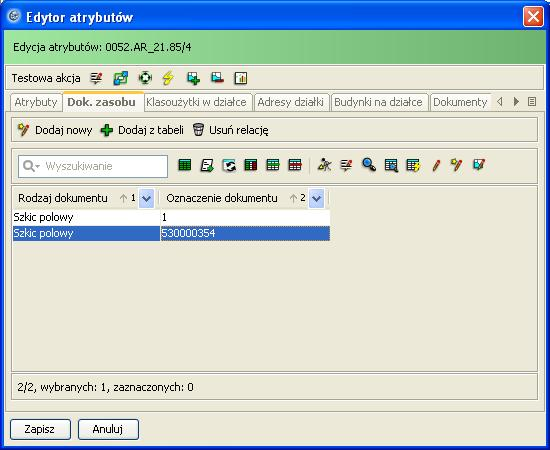 Edytor atrybutów
Edycja atrybutów: 0052.AR_21.85/4
Testowa akcja
Atrybuty Dok. zasobu Klasoużytki w działce Adresy działki Budynki na działce Dokumenty
Dodaj nowy Dodaj z tabeli Usuń relację
Wyszukiwanie
Rodzaj dokumentu 1 Oznaczenie dokumentu 2
Szkic polowy 1
Szkic polowy 530000354
2/2, wybranych: 1, zaznaczonych: 0
Zapisz Anuluj